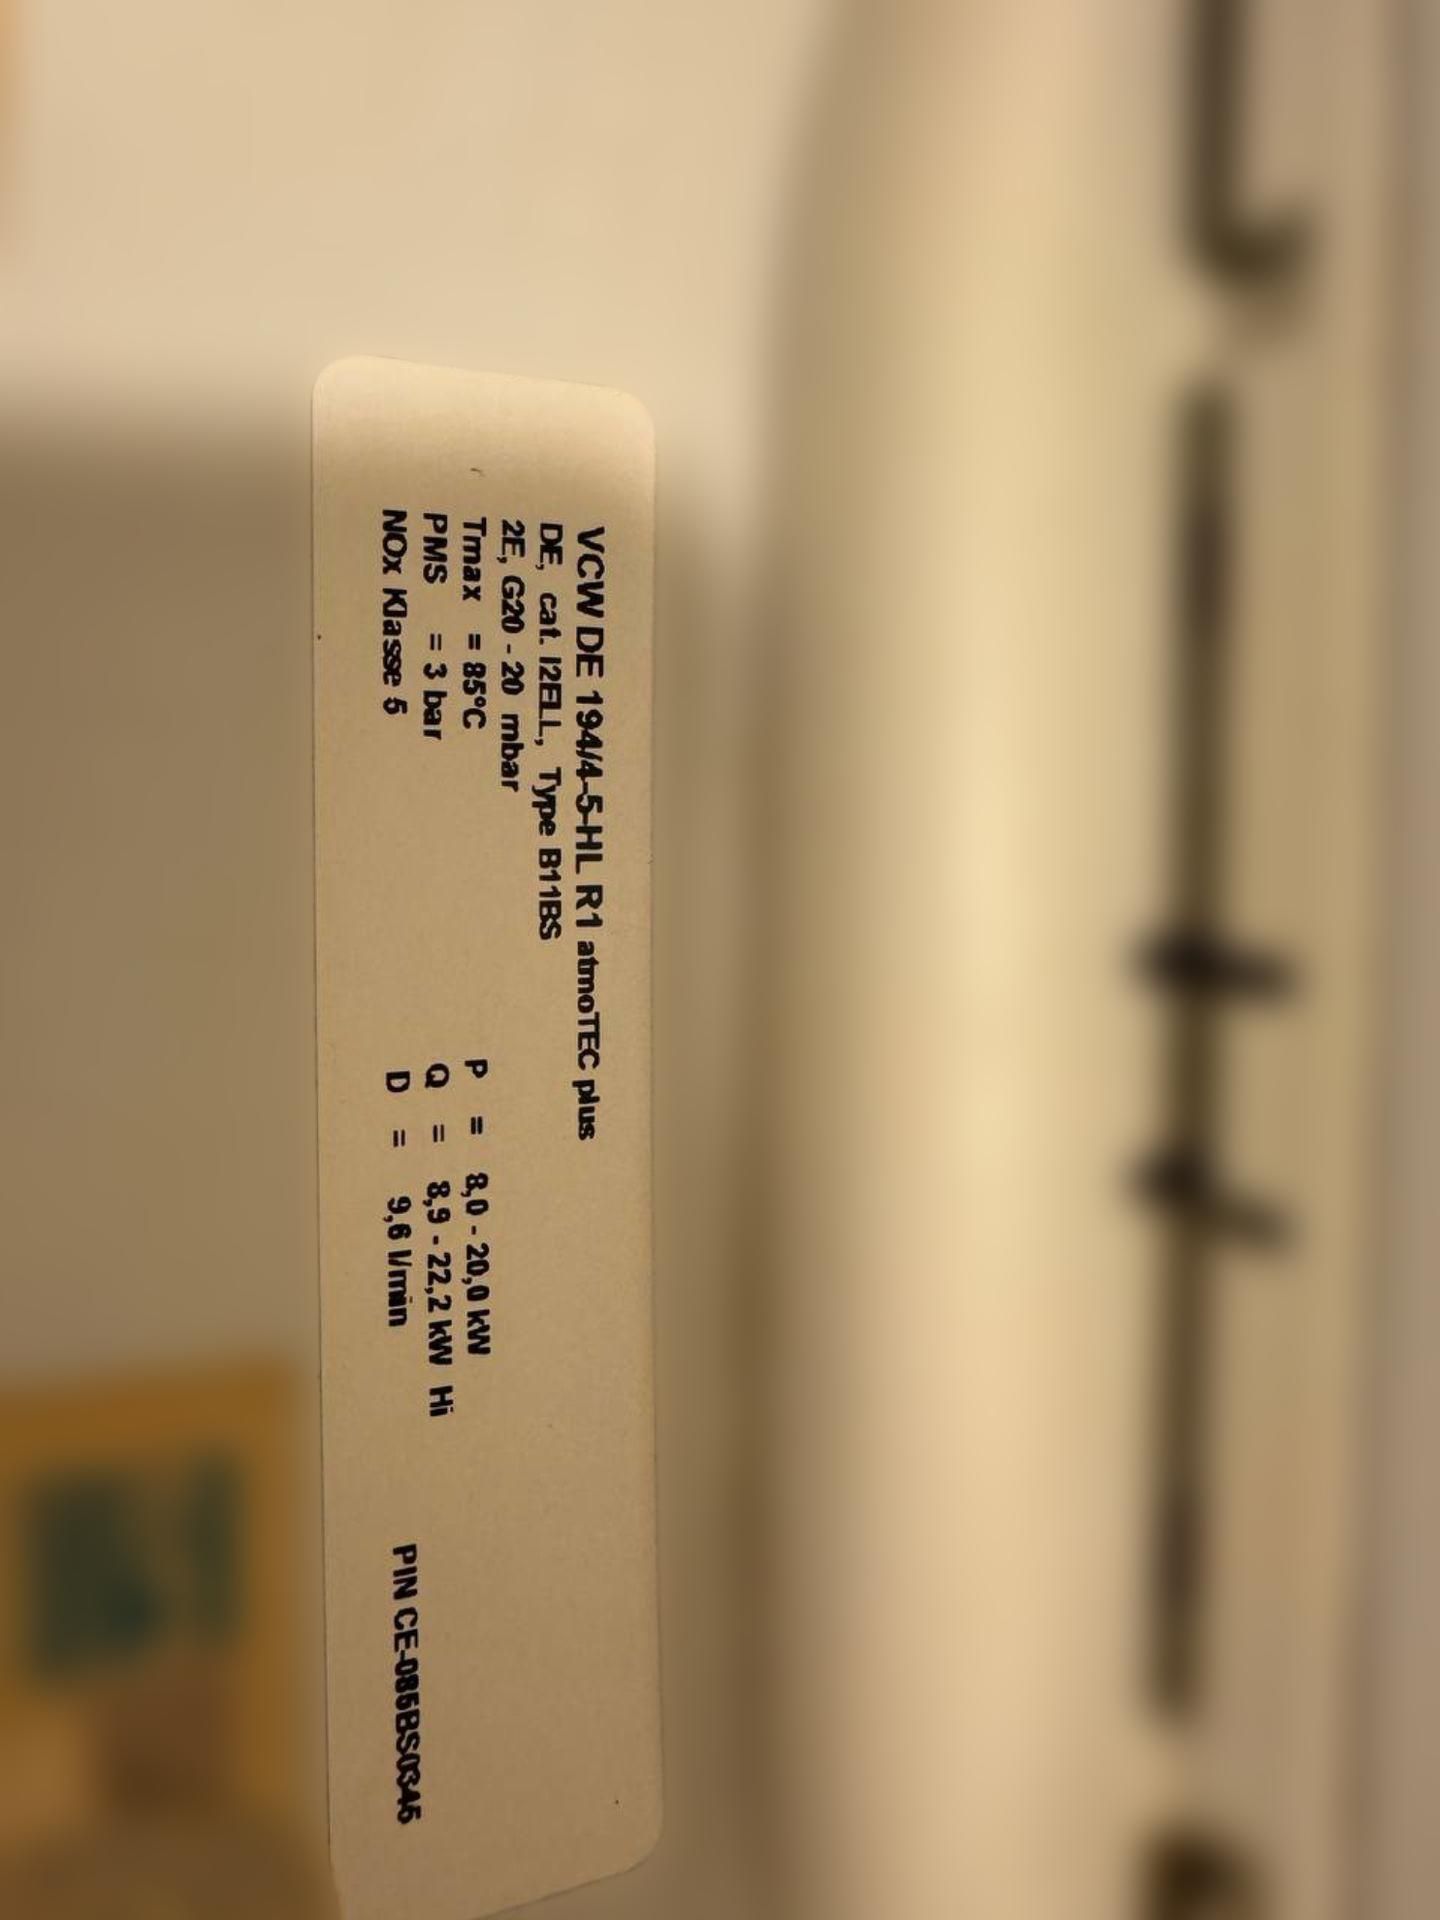 VCW DE 194/4-5-HL R1 atmoTEC plus
DE, cat. I2ELL, Type B11BS
2E, G20 - 20 mbar
Tmax = 85°C P = 8,0 - 20,0 kW
PMS = 3 bar Q = 8,9 - 22,2 kW Hi
NOx Klasse 5 D = 9,6 l/min PIN CE-085BS0345